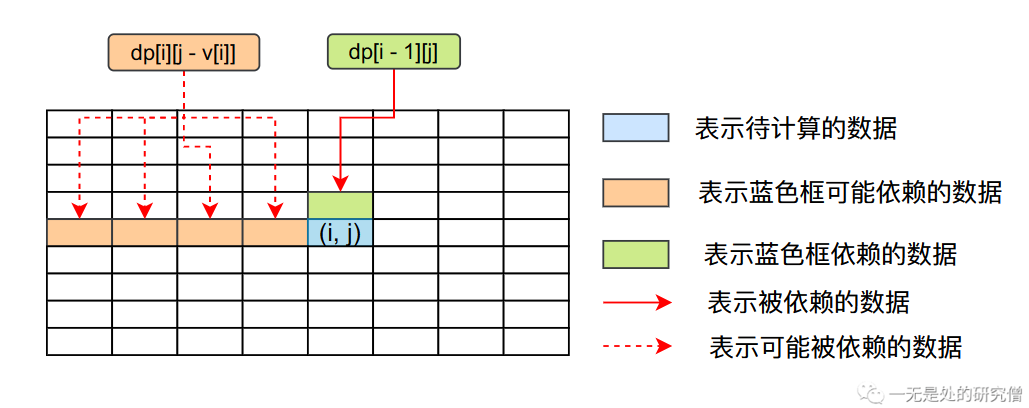 dp[i][j - v[i]]
dp[i - 1][j]
(i, j)
表示待计算的数据
表示蓝色框可能依赖的数据
表示蓝色框依赖的数据
表示被依赖的数据
表示可能被依赖的数据
一无是处的研究僧